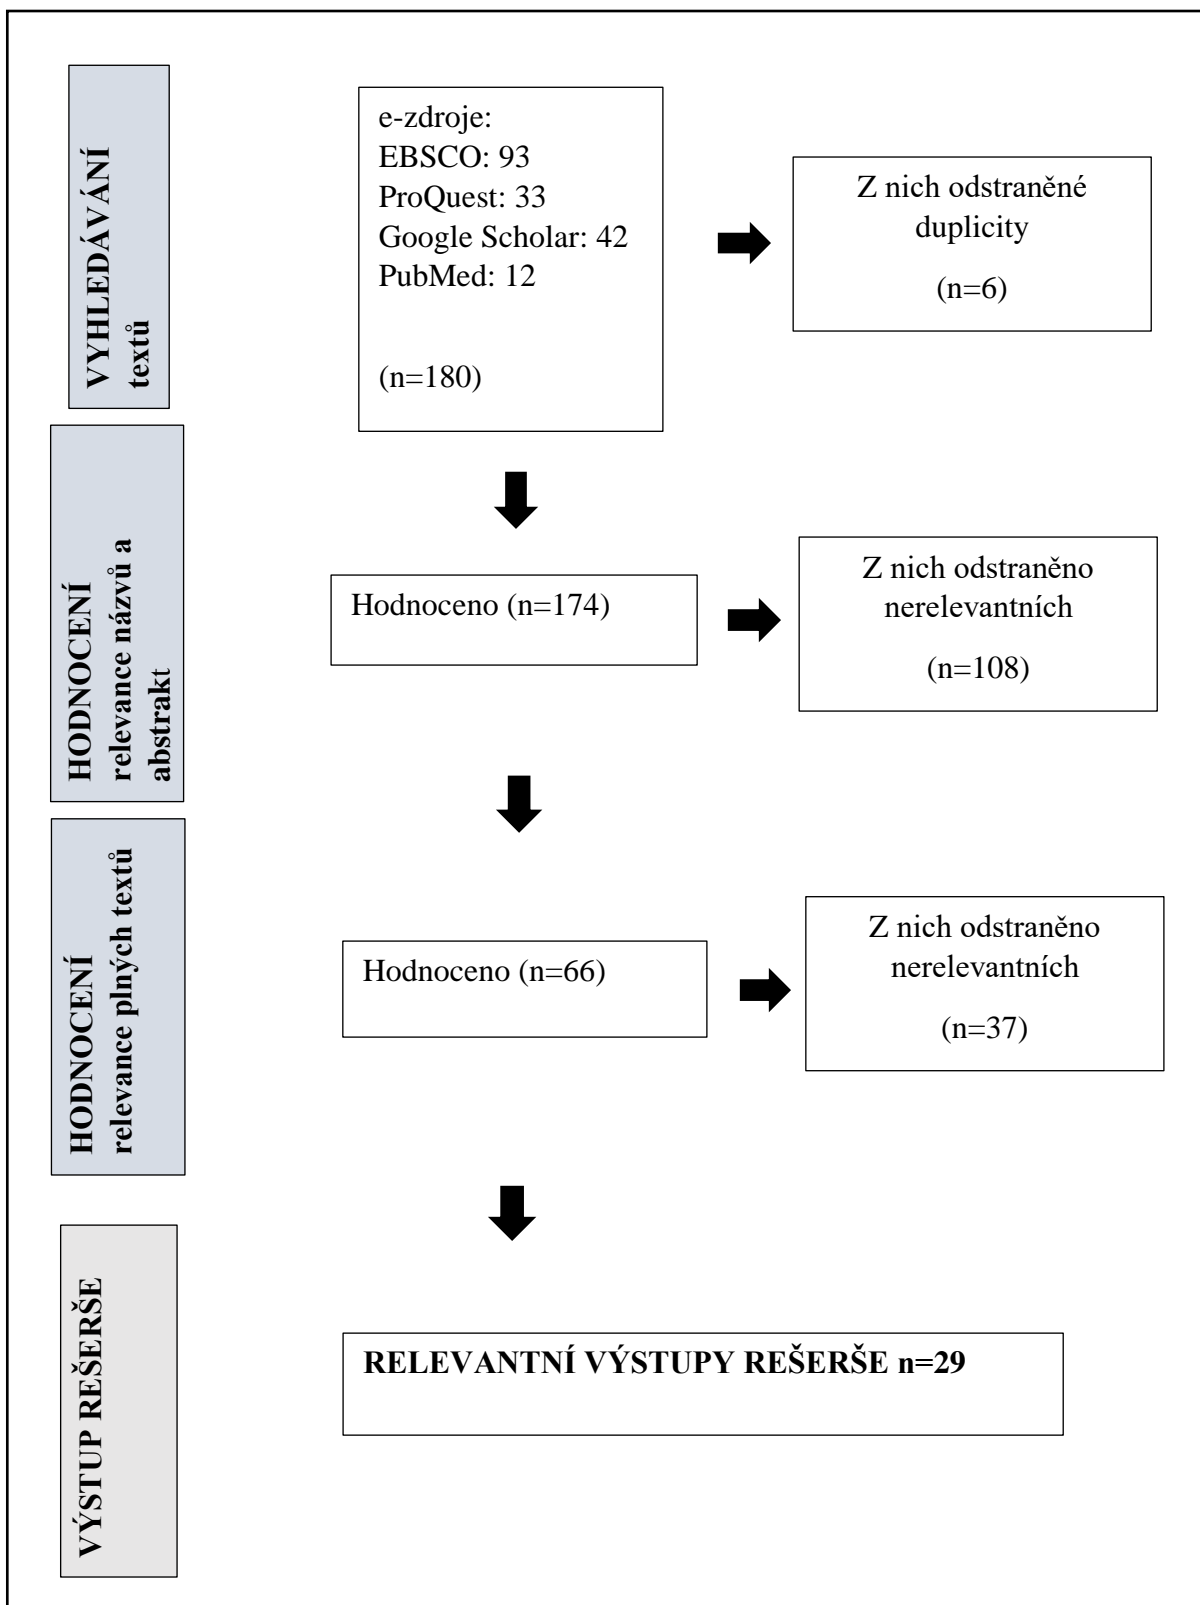 VYHLEDÁVÁNÍ
textů
e-zdroje:
EBSCO: 93
ProQuest: 33
Google Scholar: 42
PubMed: 12
(n=180)
Z nich odstraněné
duplicity
(n=6)
HODNOCENÍ
relevance názvů a
abstrakt
Hodnoceno (n=174)
Z nich odstraněno
nerelevantních
(n=108)
HODNOCENÍ
relevance plných textů
Hodnoceno (n=66)
Z nich odstraněno
nerelevantních
(n=37)
VÝSTUP REŠERŠE
RELEVANTNÍ VÝSTUPY REŠERŠE n=29